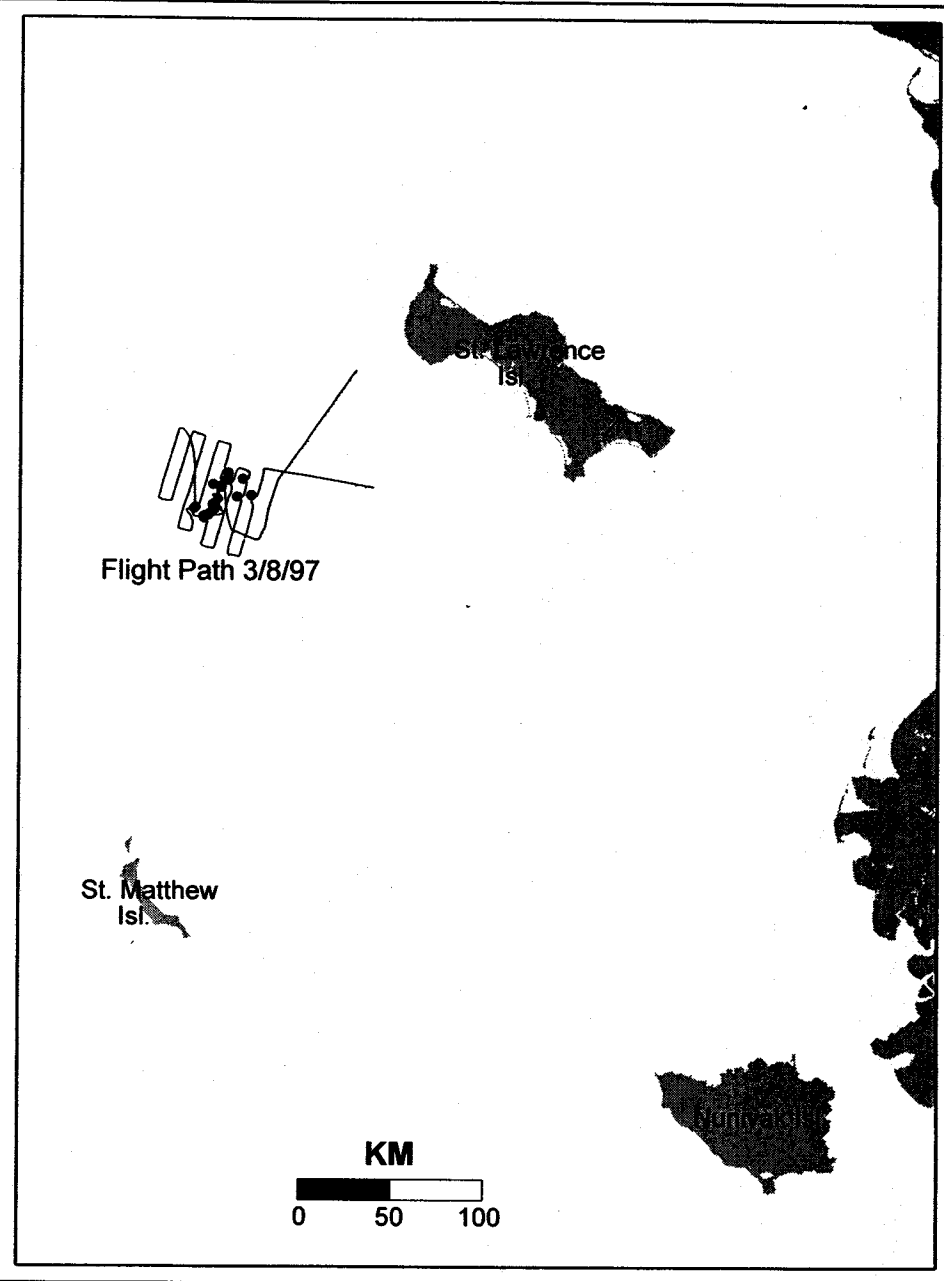 St. Lawrence
Isl.
Flight Path 3/8/97
St. Matthew
Isl.
Nunivak Isl.
KM
0 50 100